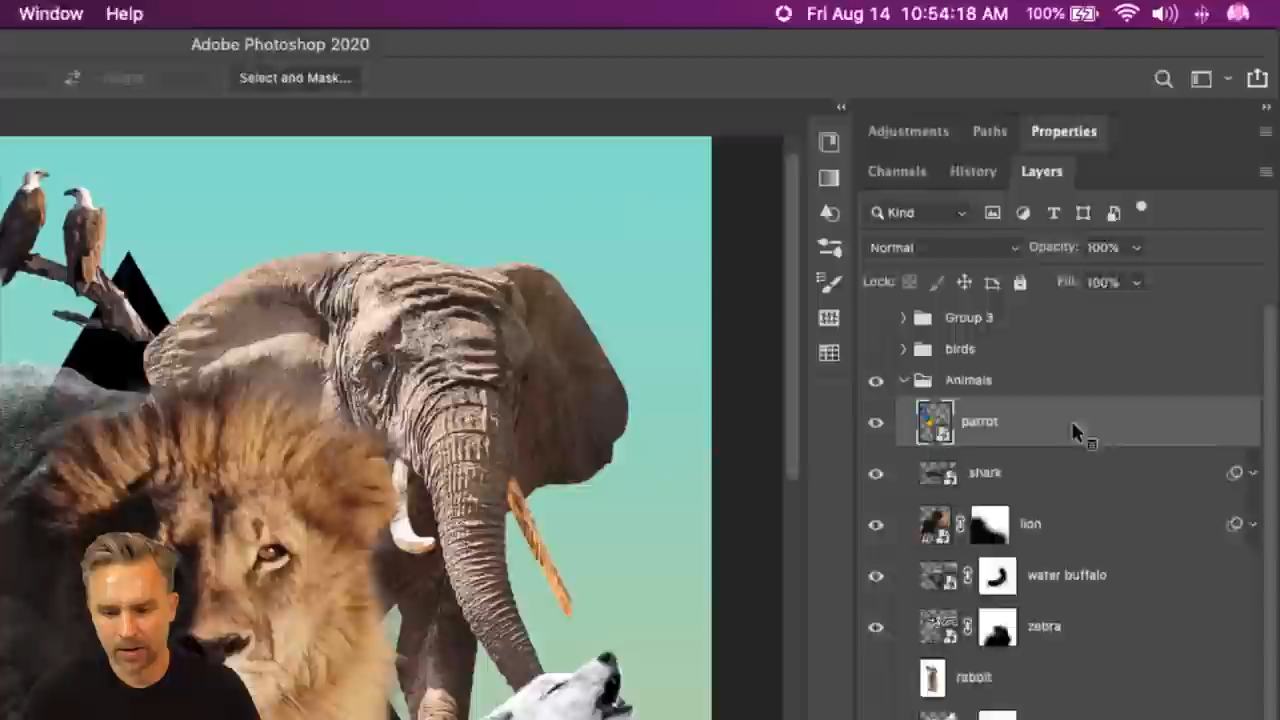 Window Help Fri Aug 14 10:54:18 AM 100%
Adobe Photoshop 2020
Select and Mask...
Adjustments Paths Properties
Channels History Layers
Kind
Normal Opacity: 100%
Lock: Fill: 100%
Group 3
birds
Animals
parrot
shark
lion
water buffalo
zebra
rabbit